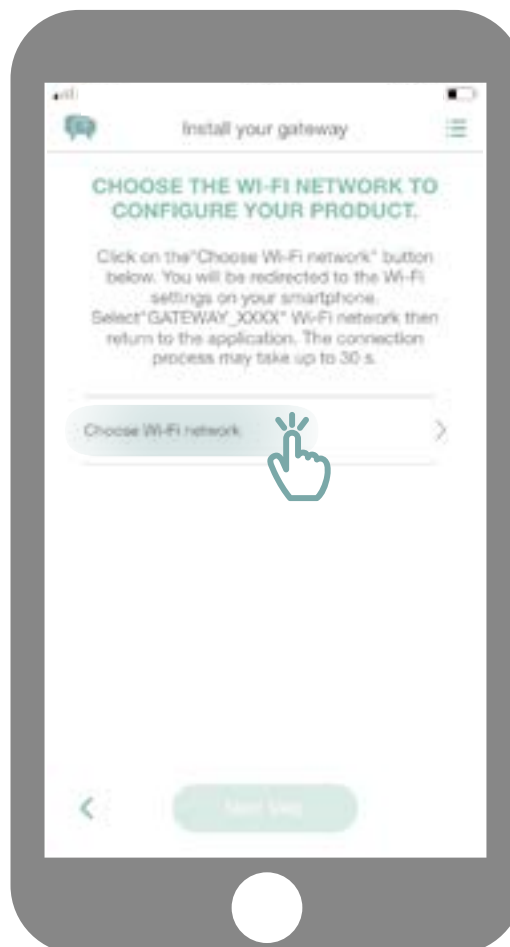 Install your gateway
CHOOSE THE WI-FI NETWORK TO
CONFIGURE YOUR PRODUCT.
Click on the"Choose Wi-Fi network" button
below. You will be redirected to the Wi-Fi
settings on your smartphone.
Select"GATEWAY_XXXX" Wi-Fi network then
return to the application. The connection
process may take up to 30 s.
Choose Wi-Fi network
Next step